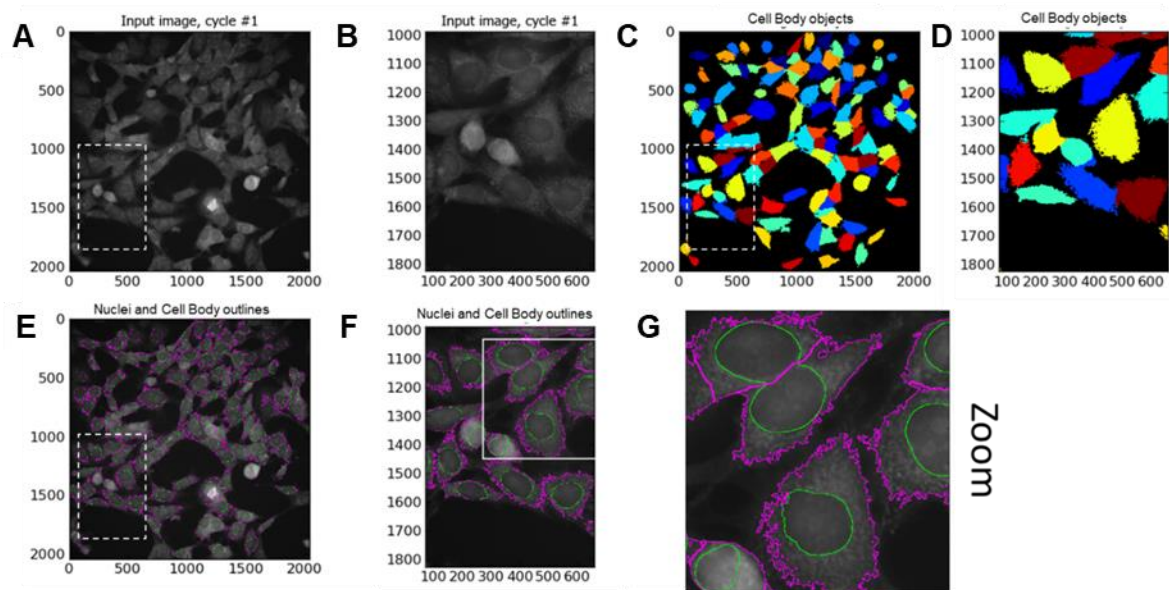 A
Input image, cycle #1
0
500
1000
1500
2000
0 500 1000 1500 2000
B
Input image, cycle #1
1000
1100
1200
1300
1400
1500
1600
1700
1800
100 200 300 400 500 600
C
Cell Body objects
0
500
1000
1500
2000
0 500 1000 1500 2000
D
Cell Body objects
1000
1100
1200
1300
1400
1500
1600
1700
1800
100 200 300 400 500 600
E
Nuclei and Cell Body outlines
0
500
1000
1500
2000
0 500 1000 1500 2000
F
Nuclei and Cell Body outlines
1000
1100
1200
1300
1400
1500
1600
1700
1800
100 200 300 400 500 600
G
Zoom